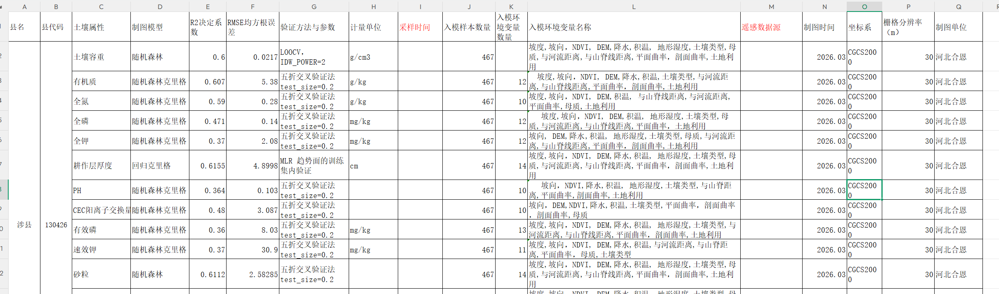 A B C D E F G H I J K L M N O P Q
县名 县代码 土壤属性 制图模型 R2决定系数 RMSE均方根误差 验证方法与参数 计量单位 采样时间 入模样本数量 入模环境变量数量 入模环境变量名称 遥感数据源 制图时间 坐标系 栅格分辨率（m） 制图单位
涉县 130426
土壤容重 随机森林 0.6 0.0217 LOOCV，IDW_POWER=2 g/cm3 467 坡度,坡向，NDVI, DEM,降水,积温, 地形湿度,土壤类型,母质,与河流距离,与山脊线距离,平面曲率，剖面曲率,土地利用 2026.03 CGCS2000 30 河北合恩
有机质 随机森林克里格 0.607 5.38 五折交叉验证法 test_size=0.2 g/kg 467 12 坡度,坡向，NDVI, DEM,降水,积温,土壤类型,与河流距离,与山脊线距离,平面曲率，剖面曲率,土地利用 2026.03 CGCS2000 30 河北合恩
全氮 随机森林克里格 0.59 0.28 五折交叉验证法 test_size=0.2 g/kg 467 10 坡度,坡向，NDVI, DEM,积温, 与山脊线距离,与河流距离,平面曲率,母质,土地利用 2026.03 CGCS2000 30 河北合恩
全磷 随机森林克里格 0.471 0.14 五折交叉验证法 test_size=0.2 mg/kg 467 12 坡度,坡向，NDVI, DEM,积温, 地形湿度,土壤类型,母质,与河流距离,与山脊线距离,平面曲率，土地利用 2026.03 CGCS2000 30 河北合恩
全钾 随机森林克里格 0.37 2.08 五折交叉验证法 test_size=0.2 mg/kg 467 12 坡向, DEM,降水,积温, 地形湿度,土壤类型,母质,与河流距离,与山脊线距离,平面曲率，剖面曲率,土地利用 2026.03 CGCS2000 30 河北合恩
耕作层厚度 回归克里格 0.6155 4.8998 MLR 趋势面的训练集内验证 cm 467 14 坡度,坡向，NDVI, DEM,降水,积温, 地形湿度,土壤类型,母质,与河流距离,与山脊线距离,平面曲率，剖面曲率,土地利用 2026.03 CGCS2000 30 河北合恩
PH 随机森林克里格 0.364 0.103 五折交叉验证法 test_size=0.2 467 10 坡向，NDVI,降水,积温, 地形湿度,土壤类型,与山脊距离,平面曲率,剖面曲率,土地利用 2026.03 CGCS2000 30 河北合恩
CEC阳离子交换量 随机森林克里格 0.48 3.087 五折交叉验证法 test_size=0.2 467 10 坡向，DEM,NDVI,降水,积温,土壤类型,平面曲率，剖面曲率，剖面曲率,母质 2026.03 CGCS2000 30 河北合恩
有效磷 随机森林克里格 0.36 8.03 五折交叉验证法 test_size=0.2 mg/kg 467 13 坡度,坡向，NDVI, DEM,降水,积温, 地形湿度,土壤类型,与河流距离,与山脊线距离,平面曲率，剖面曲率,土地利用 2026.03 CGCS2000 30 河北合恩
速效钾 随机森林克里格 0.37 30.9 五折交叉验证法 test_size=0.2 mg/kg 467 11 坡度,坡向，NDVI, DEM,降水,积温,与河流距离,与山脊距离,平面曲率，母质,土壤类型 2026.03 CGCS2000 30 河北合恩
砂粒 随机森林 0.6112 2.58285 五折交叉验证法 test_size=0.2 467 14 坡度,坡向，NDVI, DEM,降水,积温, 地形湿度,土壤类型,母质,与河流距离,与山脊线距离,平面曲率，剖面曲率,土地利用 2026.03 CGCS2000 30 河北合恩